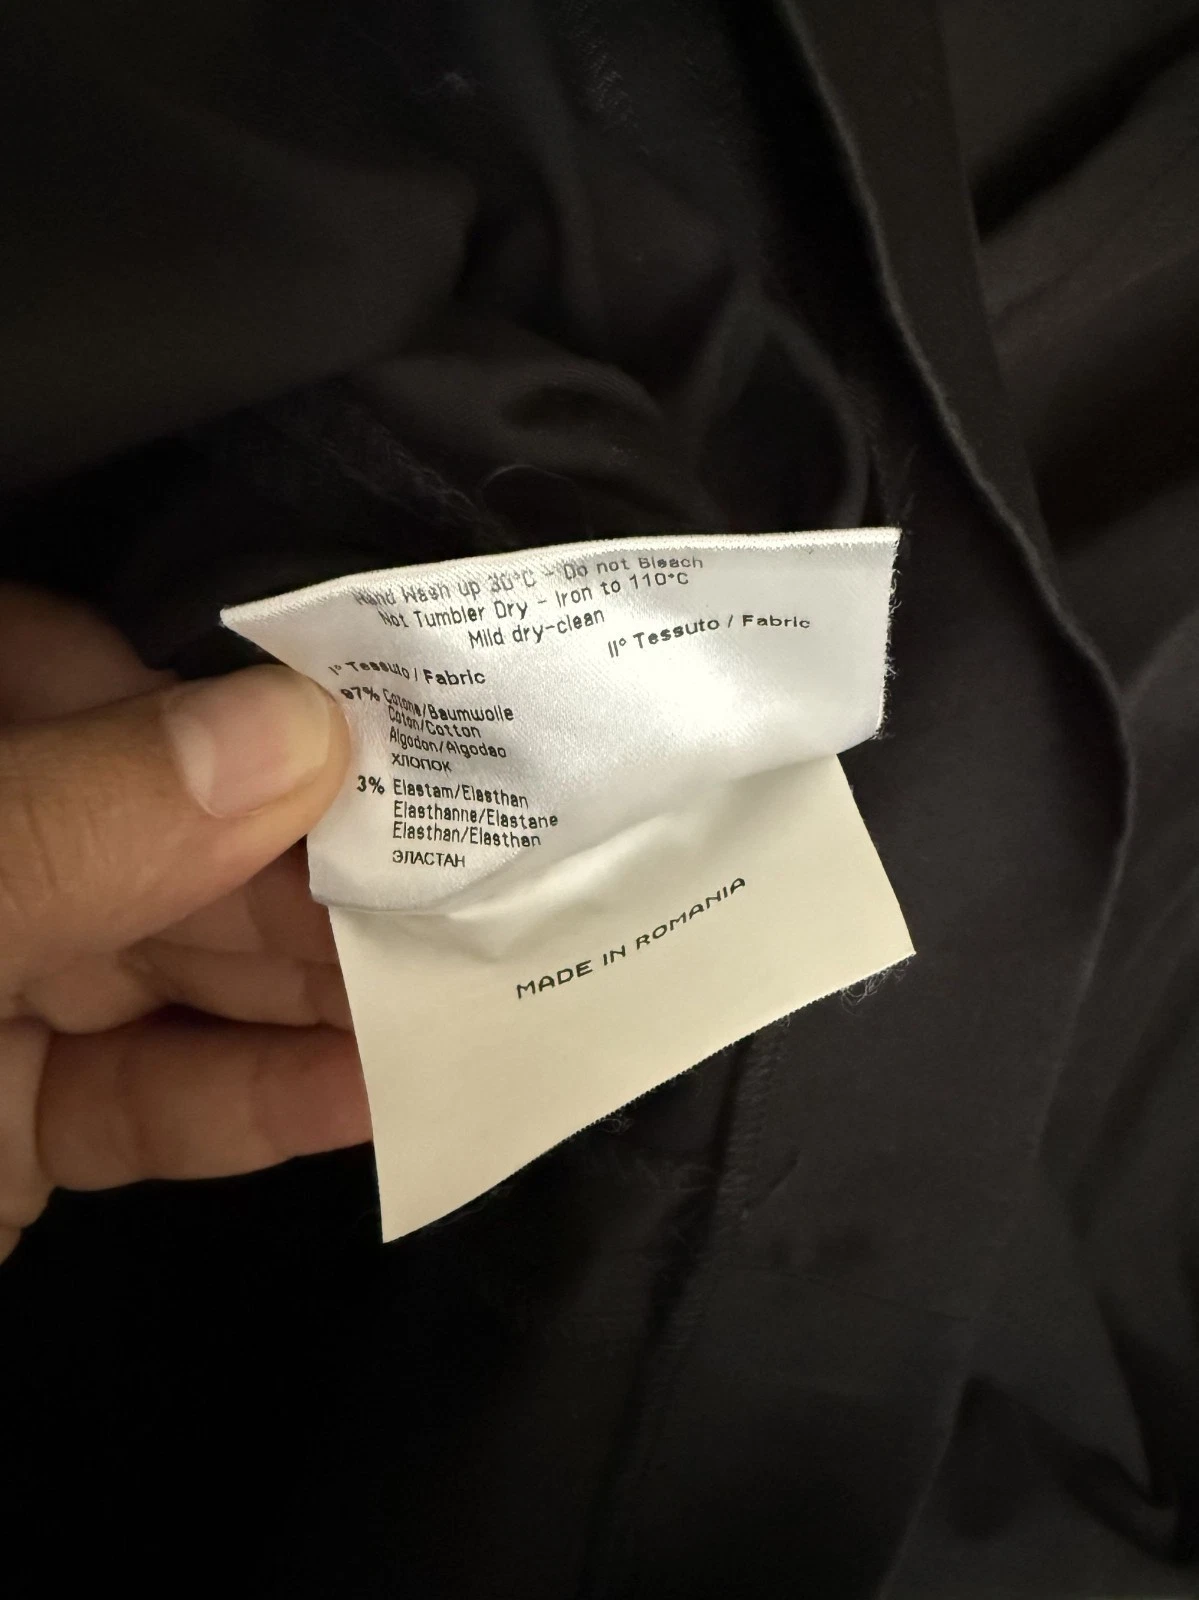 Hand Wash up 30°C - Do not Bleach
Not Tumbler Dry - Iron to 110°C
Mild dry-clean
I° Tessuto / Fabric
II° Tessuto / Fabric
97% Cotone/Baumwolle
Coton/Cotton
Algodon/Algodao
ХЛОПОК
3% Elastam/Elasthan
Elasthanne/Elastane
Elasthan/Elasthan
ЭЛАСТАН
MADE IN ROMANIA